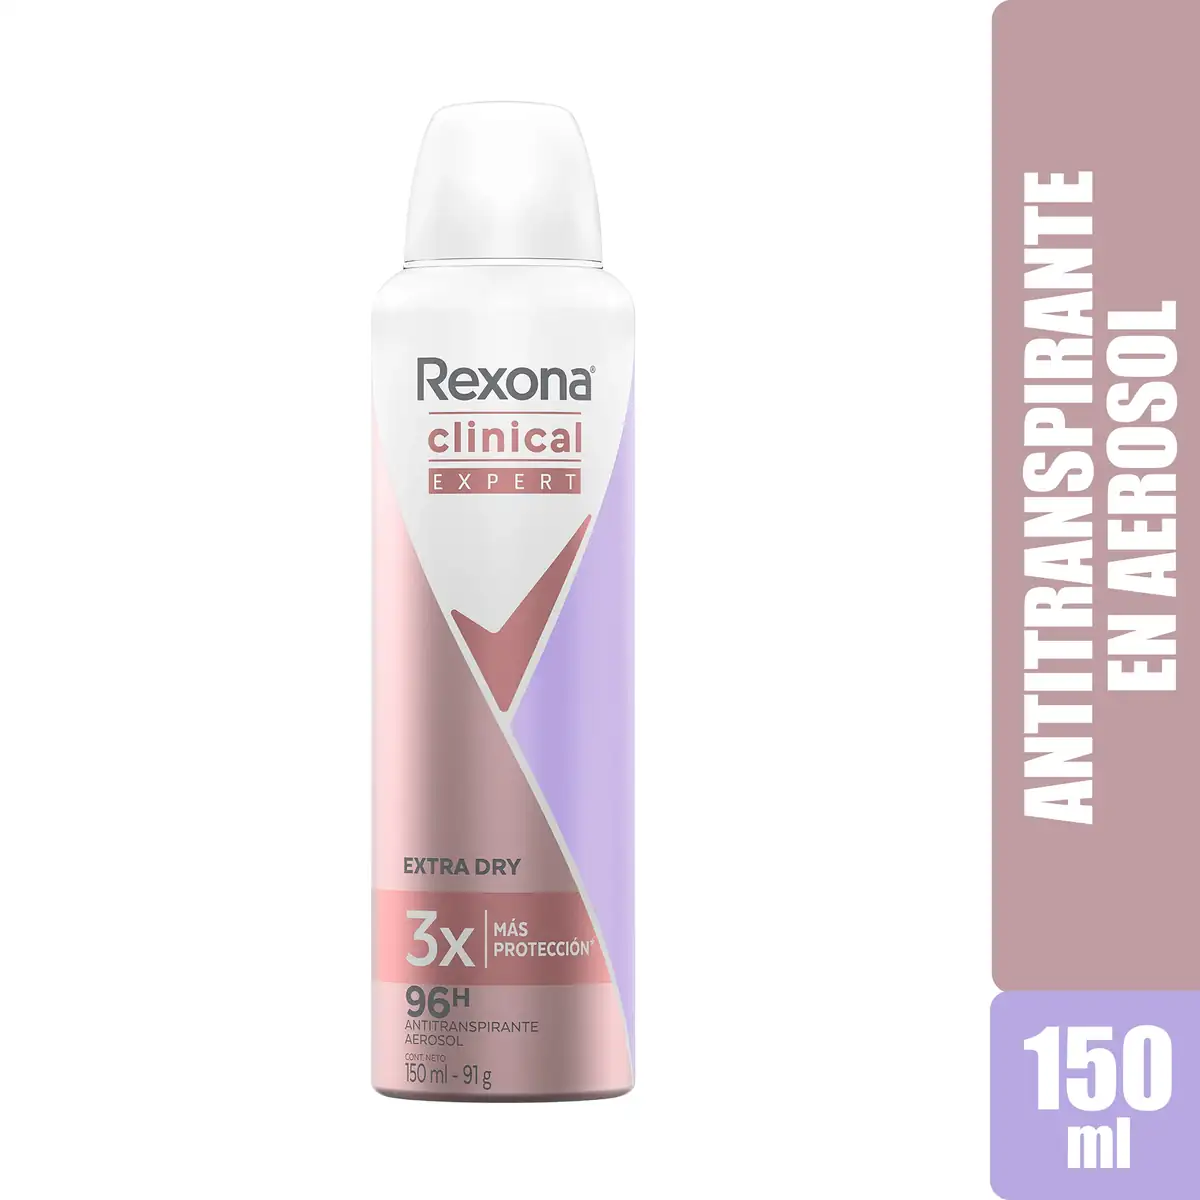 Rexona®
clinical
EXPERT
EXTRA DRY
3x
MÁS
PROTECCIÓN*
96H
ANTITRANSPIRANTE
AEROSOL
CONT. NETO
150 ml - 91 g
ANTITRANSPIRANTE
EN AEROSOL
150
ml